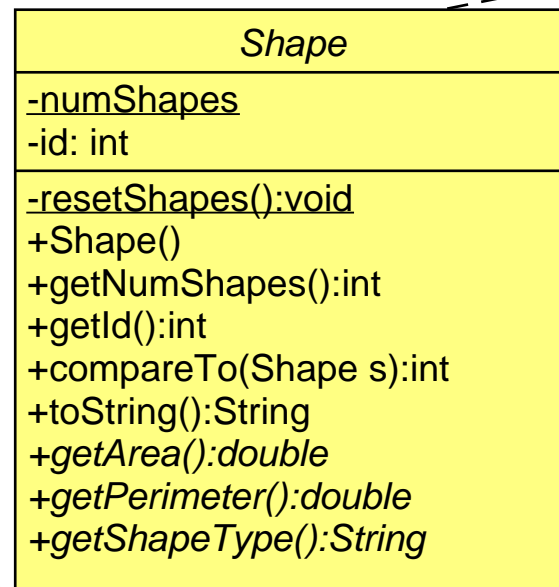 Shape
-numShapes
-id: int
-resetShapes():void
+Shape()
+getNumShapes():int
+getId():int
+compareTo(Shape s):int
+toString():String
+getArea():double
+getPerimeter():double
+getShapeType():String